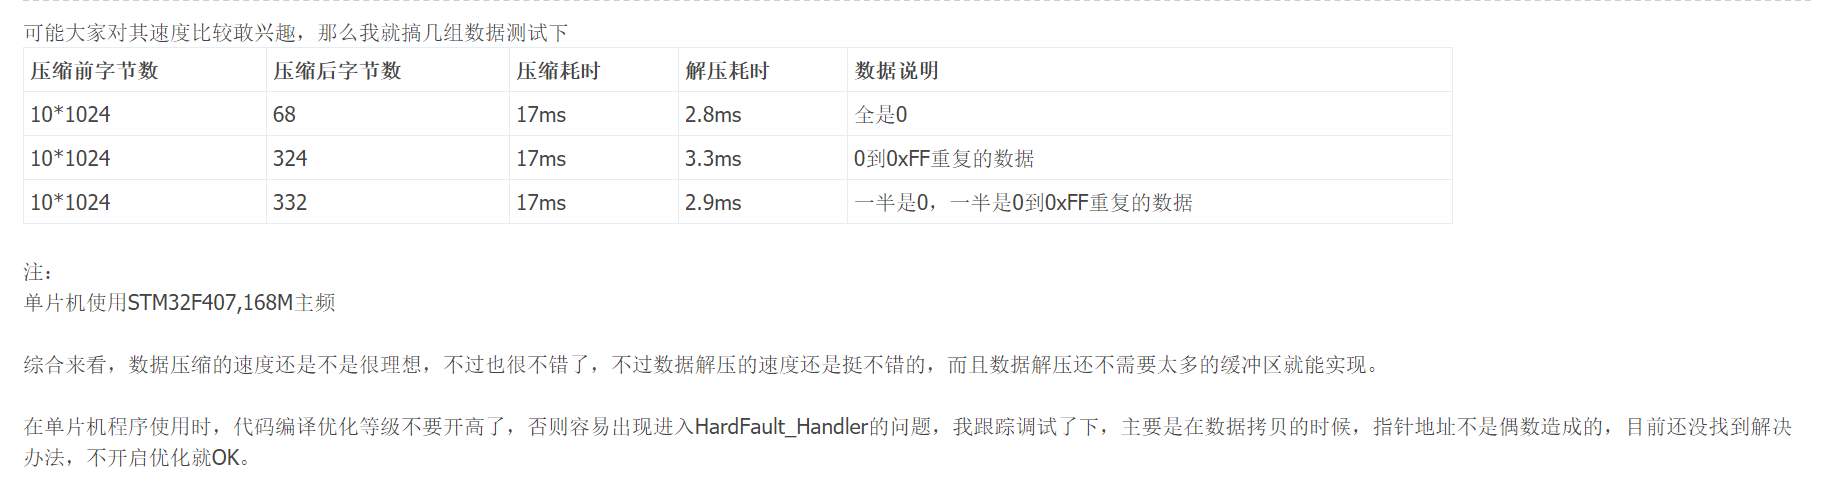 可能大家对其速度比较敢兴趣，那么我就搞几组数据测试下
压缩前字节数 压缩后字节数 压缩耗时 解压耗时 数据说明
10*1024 68 17ms 2.8ms 全是0
10*1024 324 17ms 3.3ms 0到0xFF重复的数据
10*1024 332 17ms 2.9ms 一半是0，一半是0到0xFF重复的数据
注：
单片机使用STM32F407,168M主频
综合来看，数据压缩的速度还是不是很理想，不过也很不错了，不过数据解压的速度还是挺不错的，而且数据解压还不需要太多的缓冲区就能实现。
在单片机程序使用时，代码编译优化等级不要开高了，否则容易出现进入HardFault_Handler的问题，我跟踪调试了下，主要是在数据拷贝的时候，指针地址不是偶数造成的，目前还没找到解决
办法，不开启优化就OK。